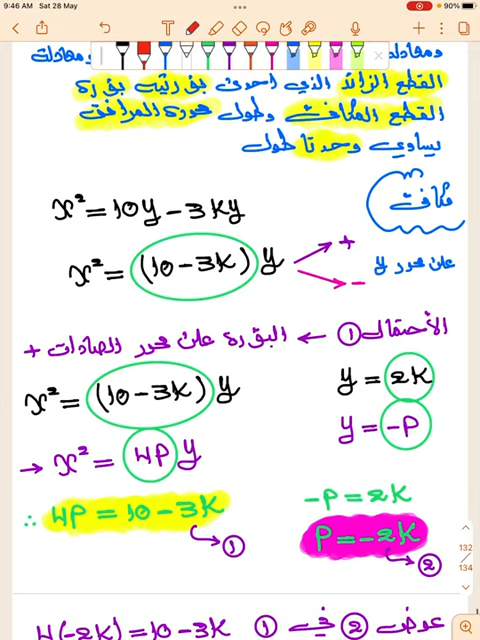 9:46 AM Sat 28 May
90%
ومعادلة ومعادلات
القطع الزائد الذي احدى بؤرتيه بؤرة
القطع المكافئ وطول محوره المرافق
يساوي وحدتا طول
مكافئ
x² = 10y - 3ky
x² = (10 - 3k) y
+
-
على محور y
الأحتمال ① ← البؤرة على محور الصادات +
x² = (10 - 3k) y
y = 2k
→ x² = 4P y
y = -P
∴ 4P = 10 - 3k
①
-P = 2k
P = -2k
②
132
134
عوض ② في ①
4(-2k) = 10 - 3k